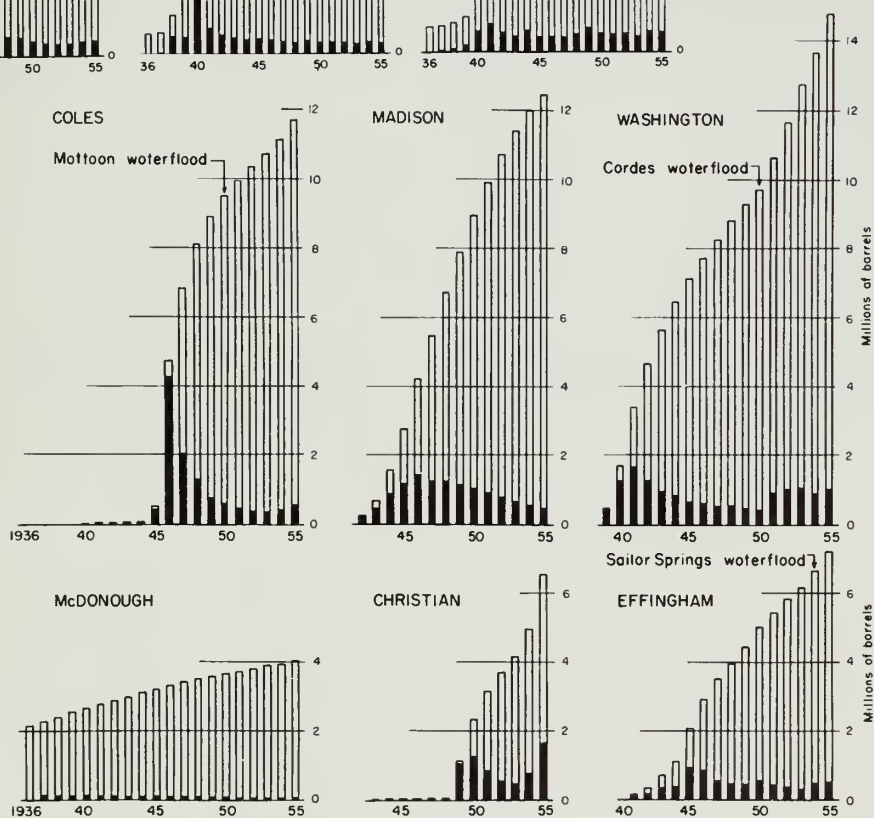 50 55 0
36 40 45 50 55 0
36 40 45 50 55 0
14
COLES
12
Mottoon waterflood
10
8
6
4
2
0
1936 40 45 50 55
MADISON
12
10
8
6
4
2
0
45 50 55
WASHINGTON
12
Cordes waterflood
10
8
6
4
2
0
40 45 50 55
Millions of barrels
McDONOUGH
4
2
0
1936 40 45 50 55
CHRISTIAN
6
4
2
0
45 50 55
Sailor Springs waterflood
EFFINGHAM
6
4
2
0
40 45 50 55
Millions of barrels